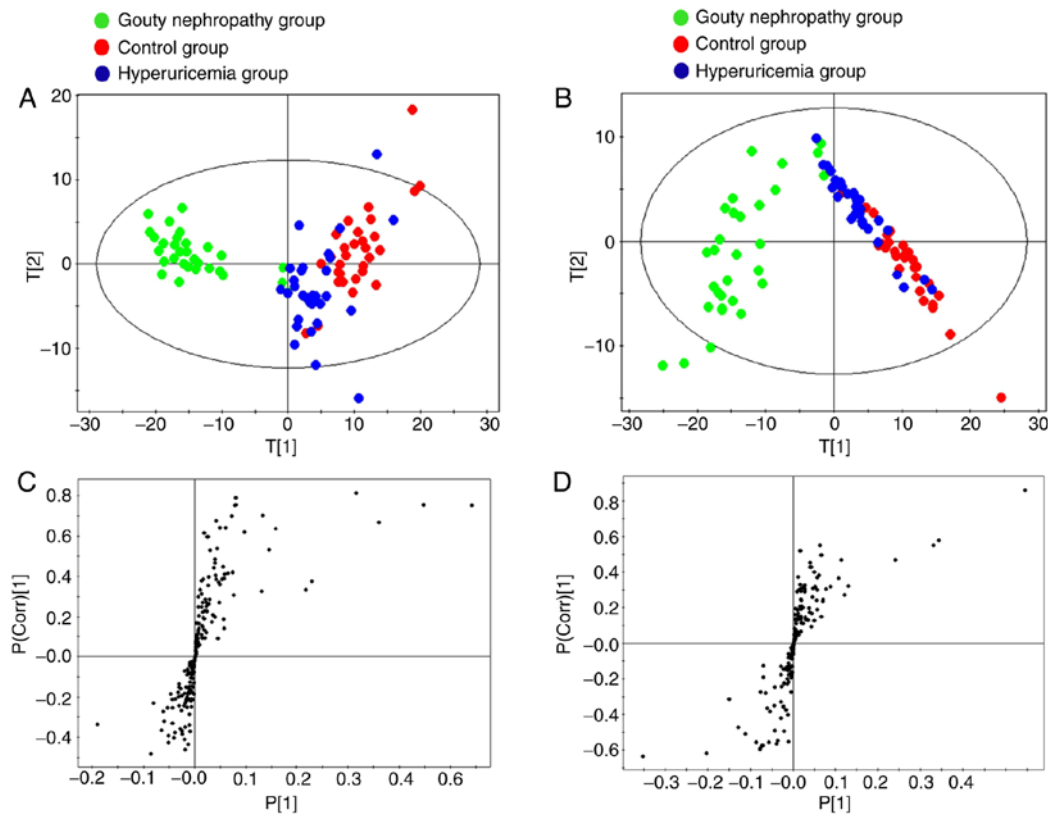 Gouty nephropathy group
Control group
Hyperuricemia group
A
20
10
0
−10
T[2]
−30 −20 −10 0 10 20 30
T[1]
Gouty nephropathy group
Control group
Hyperuricemia group
B
10
0
−10
T[2]
−30 −20 −10 0 10 20 30
T[1]
C
0.8
0.6
0.4
0.2
−0.0
−0.2
−0.4
P(Corr)[1]
−0.2 −0.1 −0.0 0.1 0.2 0.3 0.4 0.5 0.6
P[1]
D
0.8
0.6
0.4
0.2
−0.0
−0.2
−0.4
−0.6
P(Corr)[1]
−0.3 −0.2 −0.1 −0.0 0.1 0.2 0.3 0.4
P[1]